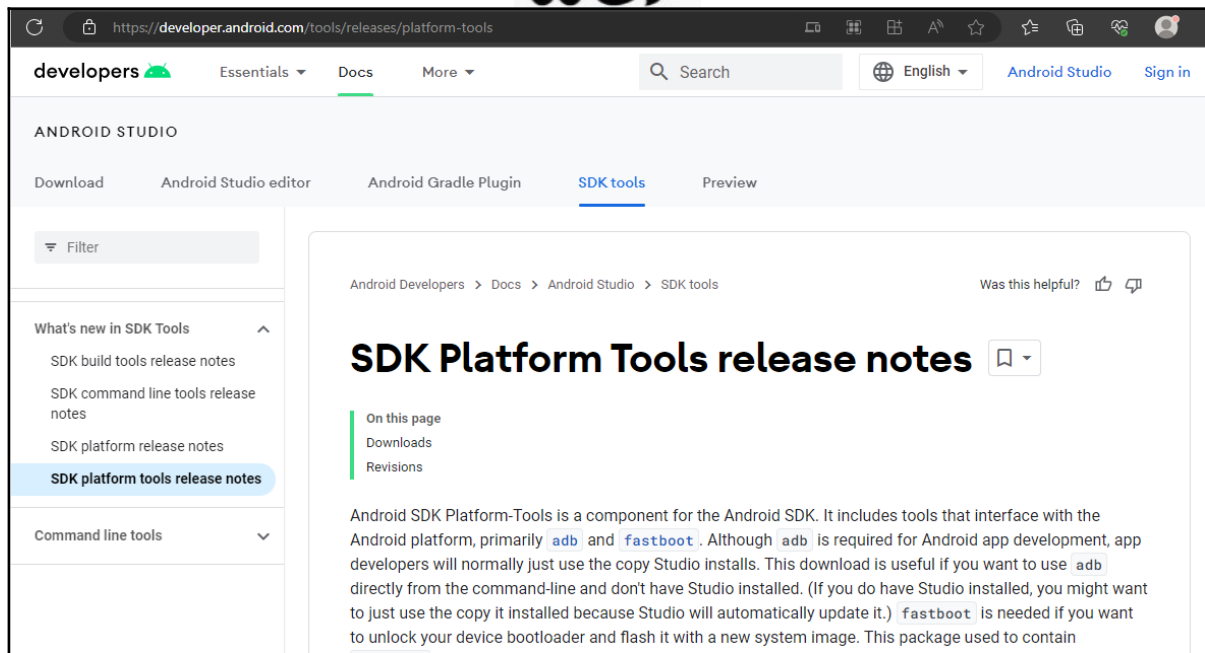 https://developer.android.com/tools/releases/platform-tools
developers Essentials Docs More Search English Android Studio Sign in
ANDROID STUDIO
Download Android Studio editor Android Gradle Plugin SDK tools Preview
Filter
Android Developers > Docs > Android Studio > SDK tools Was this helpful?
What's new in SDK Tools
SDK build tools release notes
SDK command line tools release
notes
SDK platform release notes
SDK platform tools release notes
Command line tools
SDK Platform Tools release notes
On this page
Downloads
Revisions
Android SDK Platform-Tools is a component for the Android SDK. It includes tools that interface with the
Android platform, primarily adb and fastboot. Although adb is required for Android app development, app
developers will normally just use the copy Studio installs. This download is useful if you want to use adb
directly from the command-line and don't have Studio installed. (If you do have Studio installed, you might want
to just use the copy it installed because Studio will automatically update it.) fastboot is needed if you want
to unlock your device bootloader and flash it with a new system image. This package used to contain